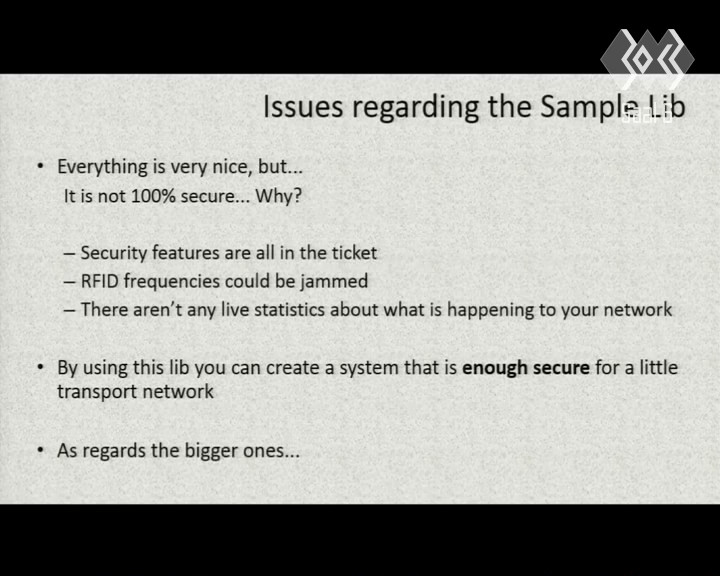 Issues regarding the Sample Lib
• Everything is very nice, but...
It is not 100% secure... Why?
– Security features are all in the ticket
– RFID frequencies could be jammed
– There aren't any live statistics about what is happening to your network
• By using this lib you can create a system that is enough secure for a little
transport network
• As regards the bigger ones...